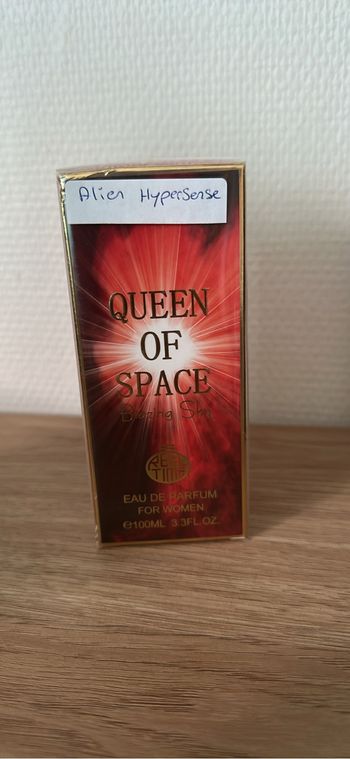 Alien HyperSense
QUEEN
OF
SPACE
Blazing Sky
REAL
TIME
EAU DE PARFUM
FOR WOMEN
℮100ML 3.3FL.OZ.